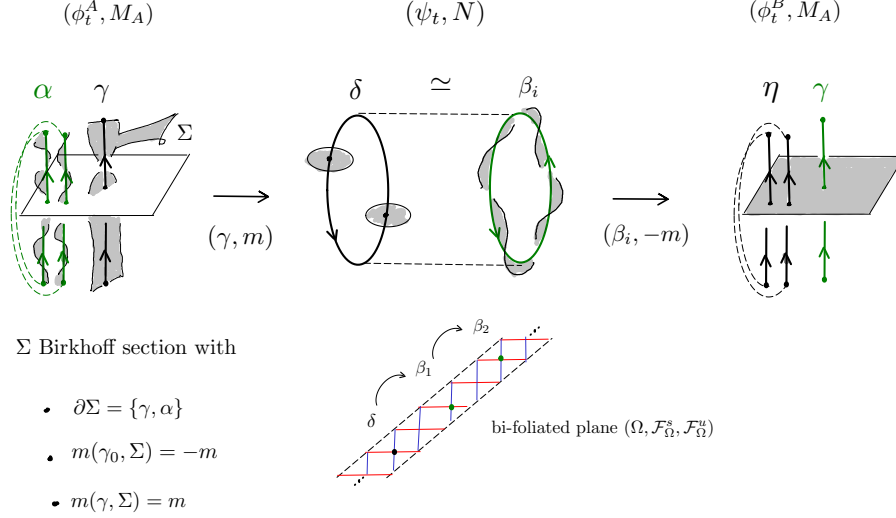 (ϕ_t^A, M_A)
(ψ_t, N)
(ϕ_t^B, M_A)
α
γ
δ
≃
β_i
η
γ
Σ
(γ, m)
(β_i, −m)
Σ Birkhoff section with
∂Σ = {γ, α}
m(γ_0, Σ) = −m
m(γ, Σ) = m
β_2
β_1
δ
bi-foliated plane (Ω, ℱ_Ω^s, ℱ_Ω^u)